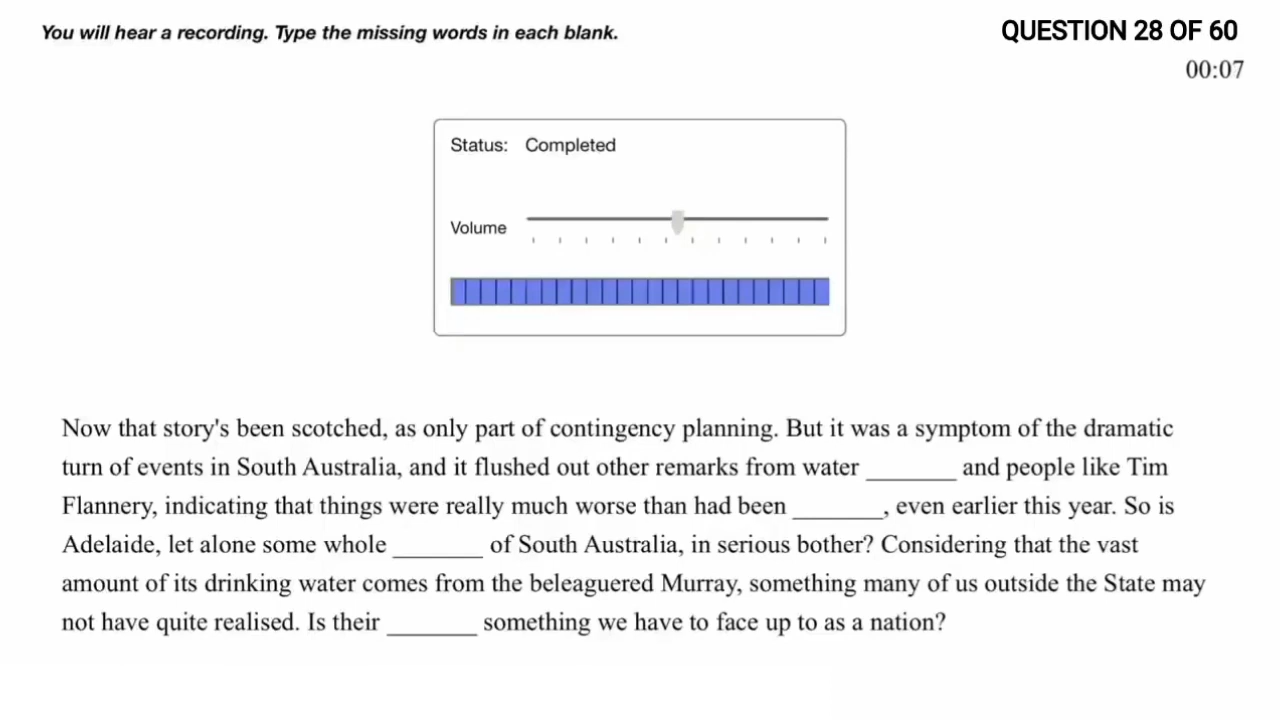 You will hear a recording. Type the missing words in each blank.
QUESTION 28 OF 60
00:07
Status: Completed
Volume
Now that story's been scotched, as only part of contingency planning. But it was a symptom of the dramatic
turn of events in South Australia, and it flushed out other remarks from water _______ and people like Tim
Flannery, indicating that things were really much worse than had been _______, even earlier this year. So is
Adelaide, let alone some whole _______ of South Australia, in serious bother? Considering that the vast
amount of its drinking water comes from the beleaguered Murray, something many of us outside the State may
not have quite realised. Is their _______ something we have to face up to as a nation?